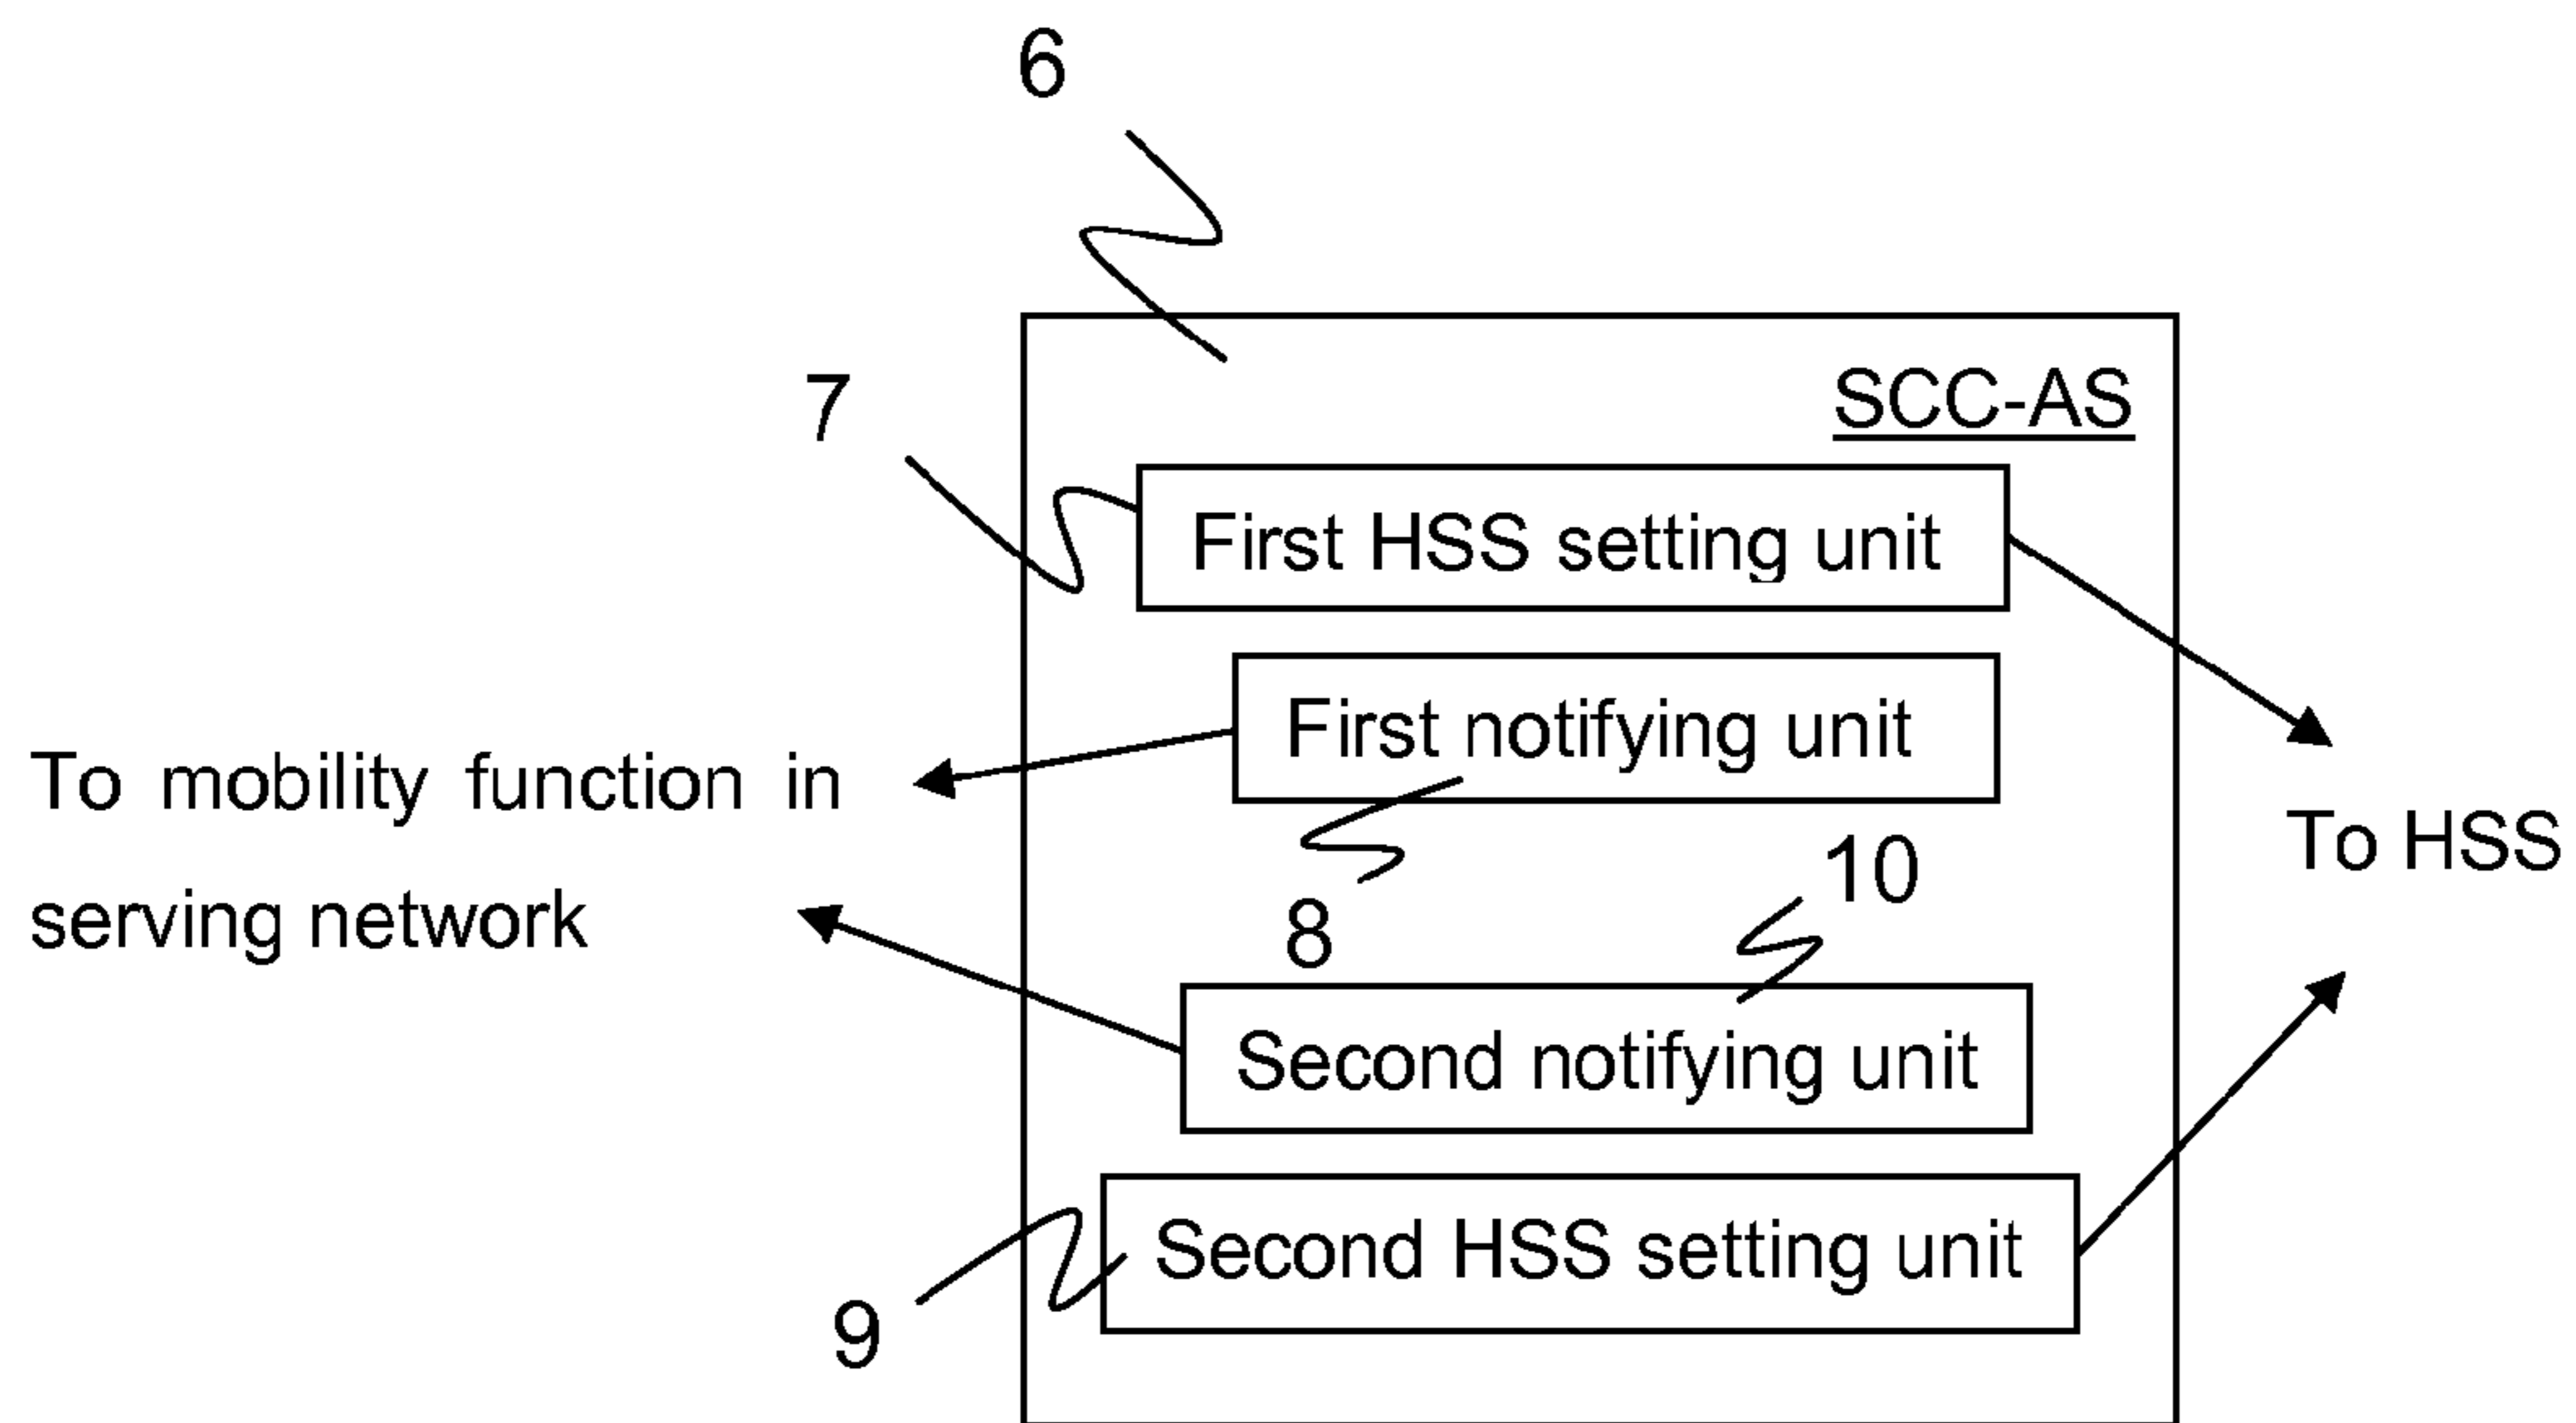 6
SCC-AS
7
First HSS setting unit
First notifying unit
To mobility function in
serving network
To HSS
8
10
Second notifying unit
Second HSS setting unit
9